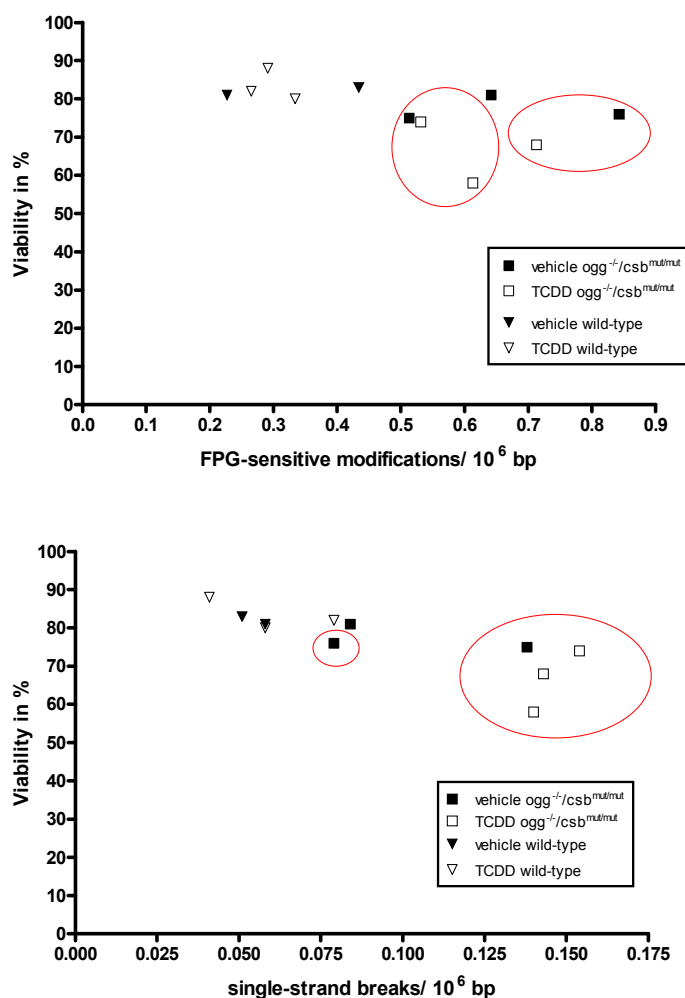 100
90
80
70
60
50
40
30
20
10
0
Viability in %
vehicle ogg-/-/csbmut/mut
TCDD ogg-/-/csbmut/mut
vehicle wild-type
TCDD wild-type
0.0 0.1 0.2 0.3 0.4 0.5 0.6 0.7 0.8 0.9
FPG-sensitive modifications/ 10^6 bp
100
90
80
70
60
50
40
30
20
10
0
Viability in %
vehicle ogg-/-/csbmut/mut
TCDD ogg-/-/csbmut/mut
vehicle wild-type
TCDD wild-type
0.000 0.025 0.050 0.075 0.100 0.125 0.150 0.175
single-strand breaks/ 10^6 bp